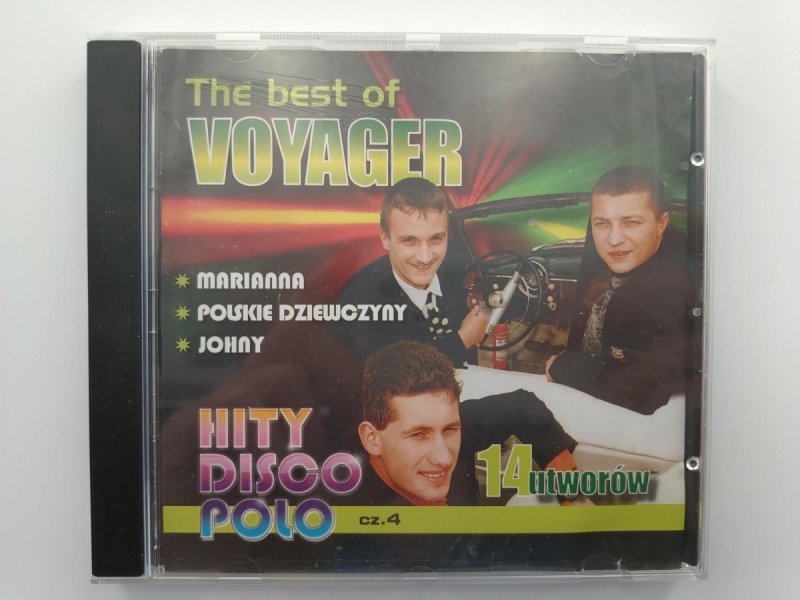 The best of
VOYAGER
MARIANNA
POLSKIE DZIEWCZYNY
JOHNY
HITY
DISCO
POLO cz.4
14 utworów